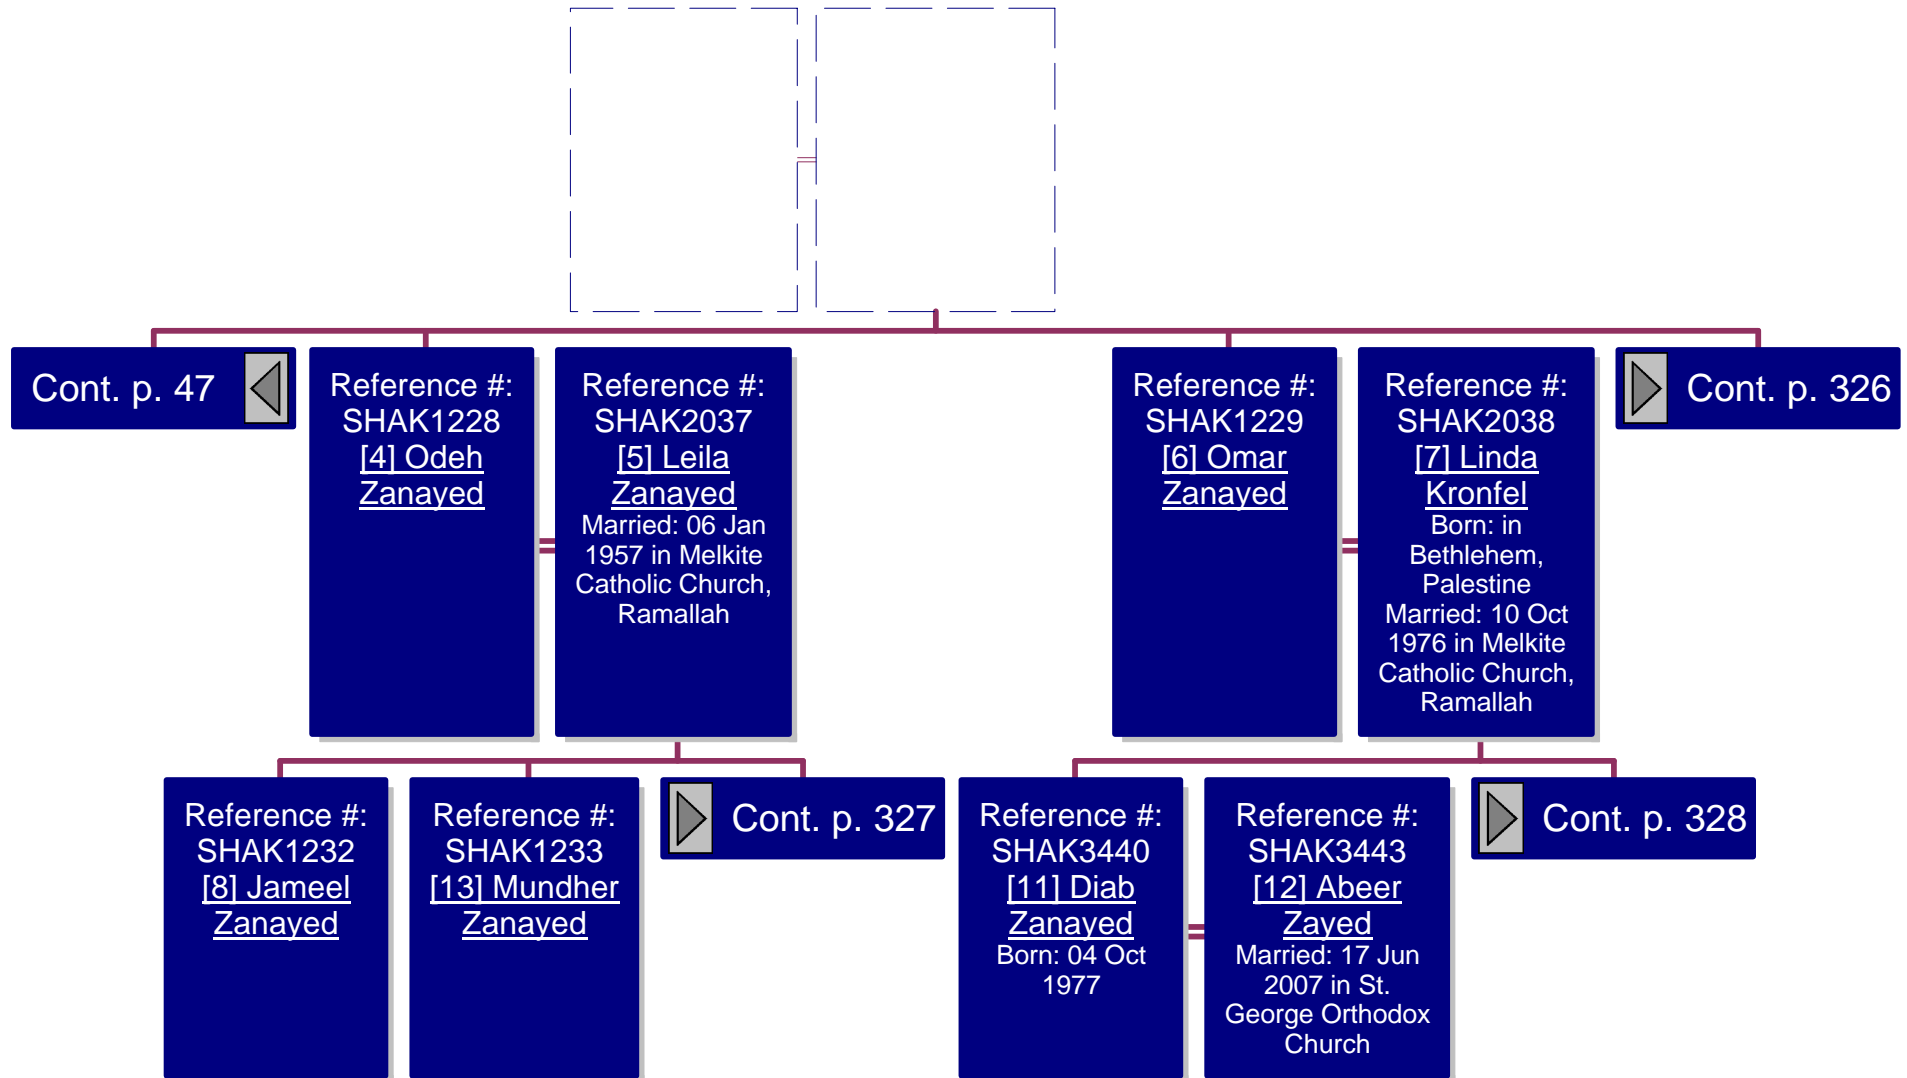 Cont. p. 47
Reference #:
SHAK1228
[4] Odeh
Zanayed
Reference #:
SHAK2037
[5] Leila
Zanayed
Married: 06 Jan
1957 in Melkite
Catholic Church,
Ramallah
Reference #:
SHAK1229
[6] Omar
Zanayed
Reference #:
SHAK2038
[7] Linda
Kronfel
Born: in
Bethlehem,
Palestine
Married: 10 Oct
1976 in Melkite
Catholic Church,
Ramallah
Cont. p. 326
Reference #:
SHAK1232
[8] Jameel
Zanayed
Reference #:
SHAK1233
[13] Mundher
Zanayed
Cont. p. 327
Reference #:
SHAK3440
[11] Diab
Zanayed
Born: 04 Oct
1977
Reference #:
SHAK3443
[12] Abeer
Zayed
Married: 17 Jun
2007 in St.
George Orthodox
Church
Cont. p. 328